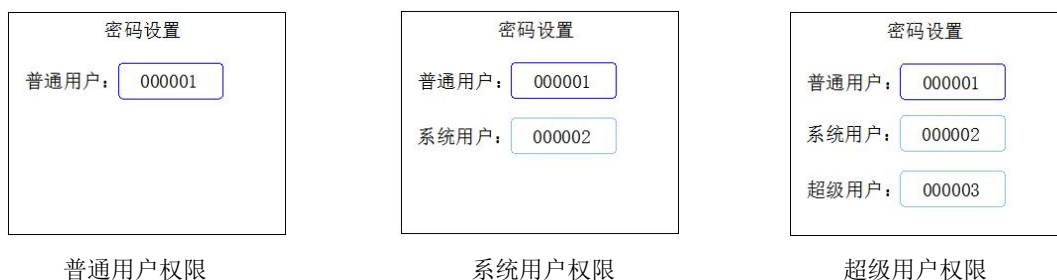 密码设置
普通用户： 000001
普通用户权限
密码设置
普通用户： 000001
系统用户： 000002
系统用户权限
密码设置
普通用户： 000001
系统用户： 000002
超级用户： 000003
超级用户权限